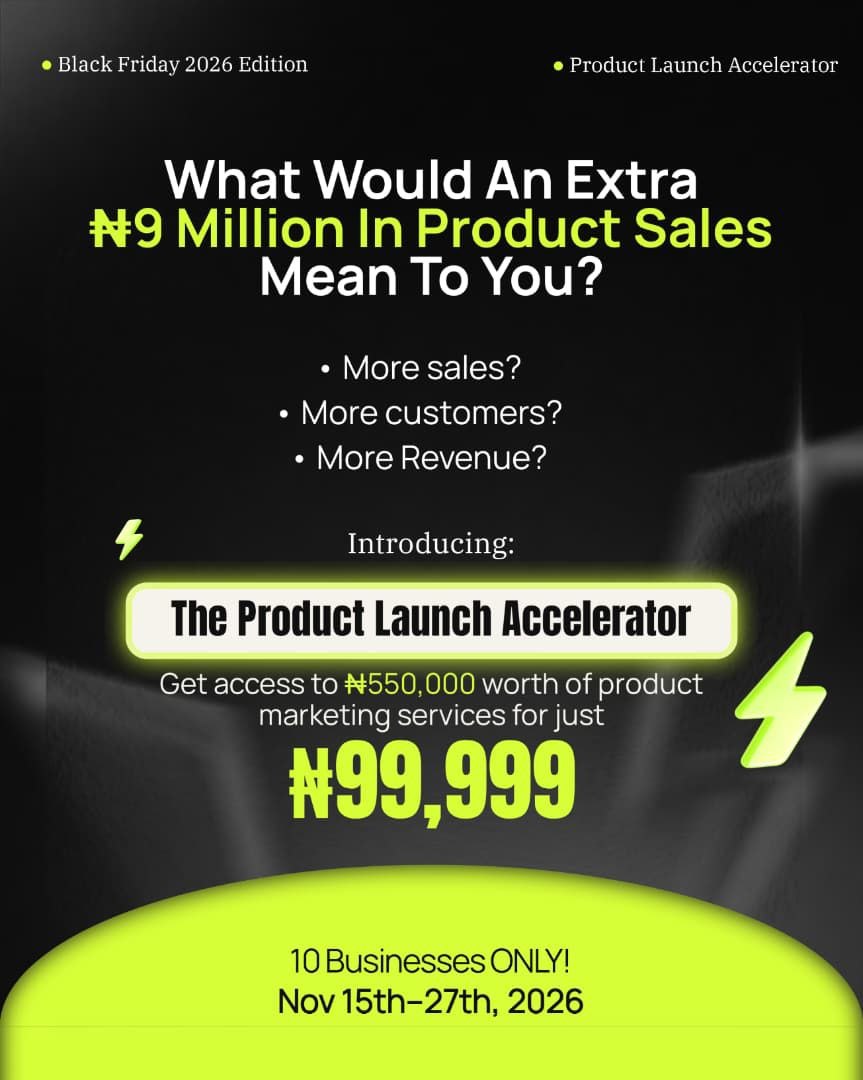 • Black Friday 2026 Edition
• Product Launch Accelerator
What Would An Extra
₦9 Million In Product Sales
Mean To You?
• More sales?
• More customers?
• More Revenue?
Introducing:
The Product Launch Accelerator
Get access to ₦550,000 worth of product
marketing services for just
₦99,999
10 Businesses ONLY!
Nov 15th–27th, 2026